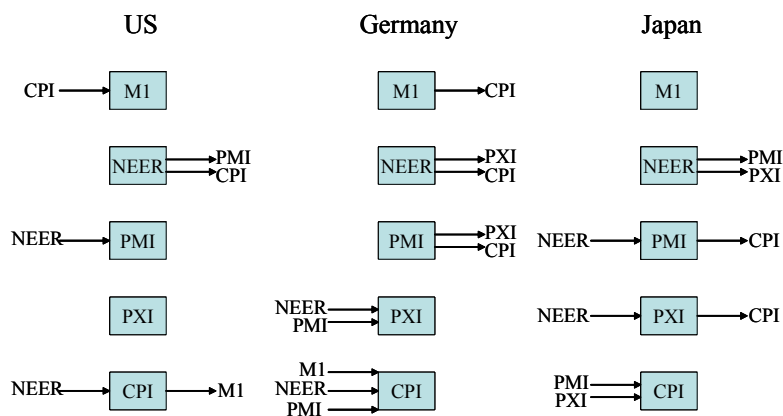 US Germany Japan
CPI M1 M1 CPI M1
NEER PMI CPI NEER PXI CPI NEER PMI PXI
NEER PMI PMI PXI CPI NEER PMI CPI
PXI NEER PMI PXI NEER PXI CPI
NEER CPI M1 M1 NEER PMI CPI PMI PXI CPI